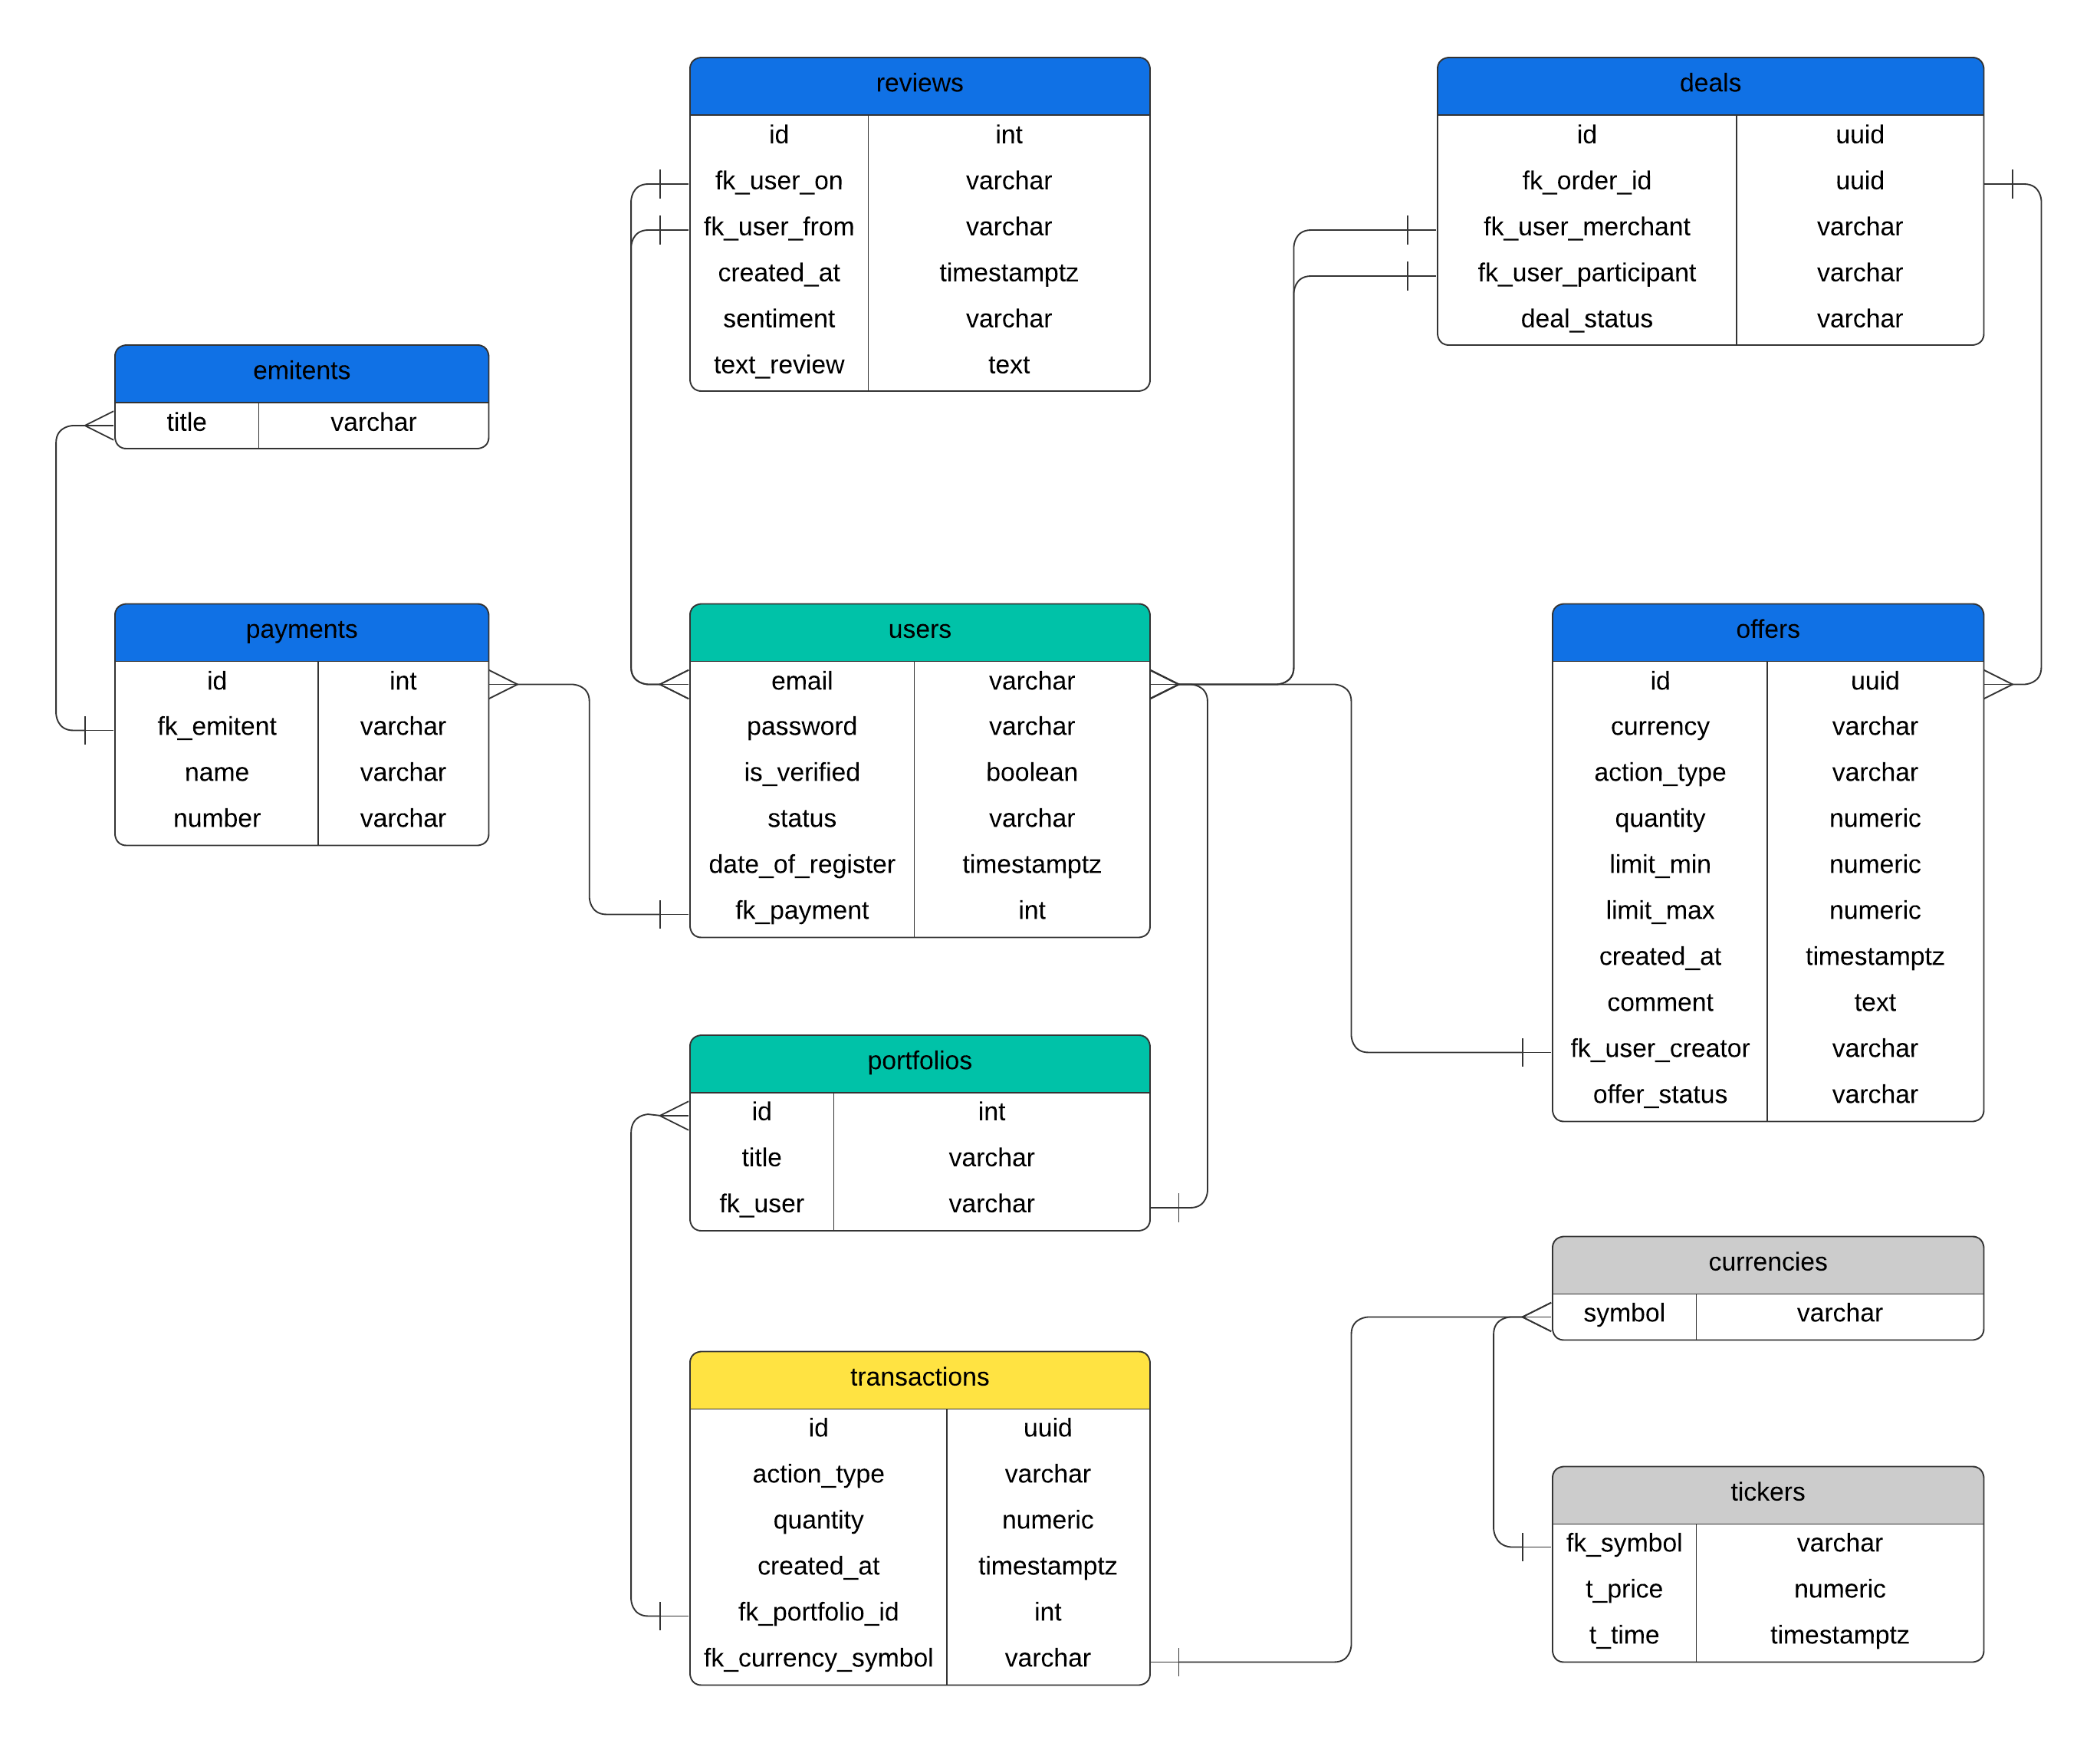 reviews
id int
fk_user_on varchar
fk_user_from varchar
created_at timestamptz
sentiment varchar
text_review text
deals
id uuid
fk_order_id uuid
fk_user_merchant varchar
fk_user_participant varchar
deal_status varchar
emitents
title varchar
payments
id int
fk_emitent varchar
name varchar
number varchar
users
email varchar
password varchar
is_verified boolean
status varchar
date_of_register timestamptz
fk_payment int
offers
id uuid
currency varchar
action_type varchar
quantity numeric
limit_min numeric
limit_max numeric
created_at timestamptz
comment text
fk_user_creator varchar
offer_status varchar
portfolios
id int
title varchar
fk_user varchar
currencies
symbol varchar
transactions
id uuid
action_type varchar
quantity numeric
created_at timestamptz
fk_portfolio_id int
fk_currency_symbol varchar
tickers
fk_symbol varchar
t_price numeric
t_time timestamptz